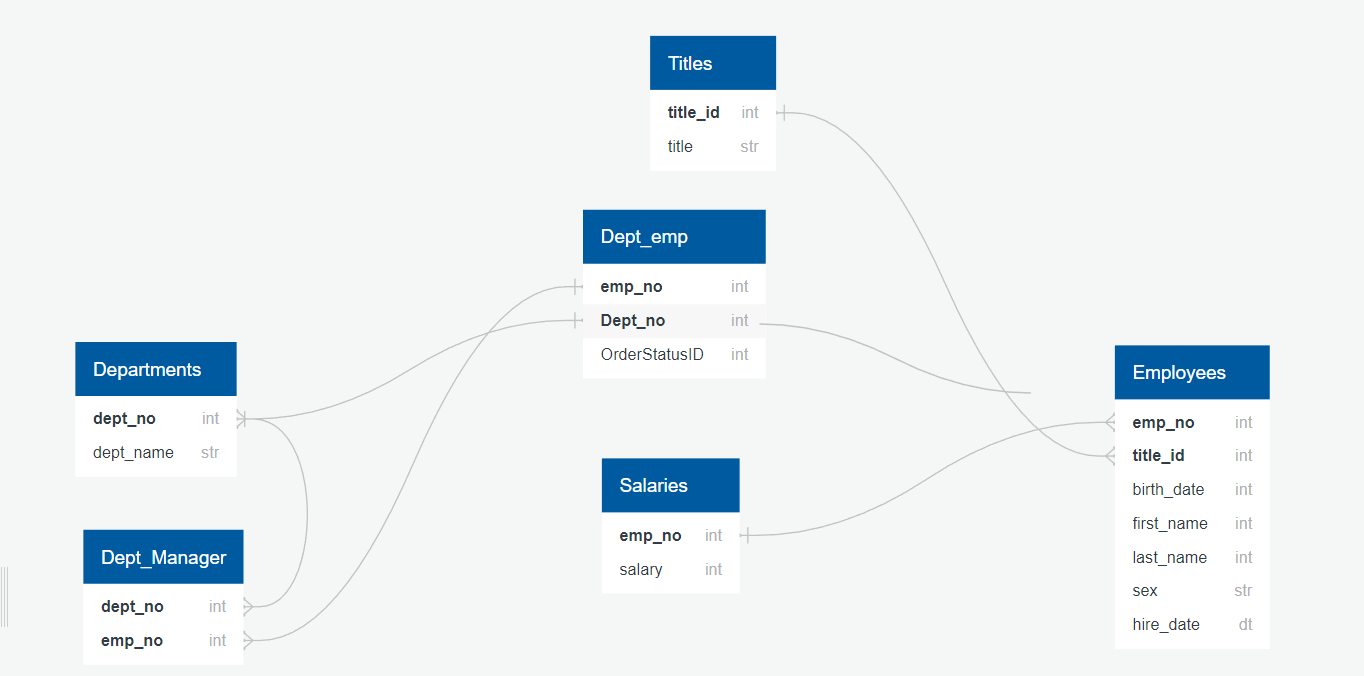 Titles
title_id int
title str
Dept_emp
emp_no int
Dept_no int
OrderStatusID int
Departments
dept_no int
dept_name str
Employees
emp_no int
title_id int
birth_date int
first_name int
last_name int
sex str
hire_date dt
Salaries
emp_no int
salary int
Dept_Manager
dept_no int
emp_no int